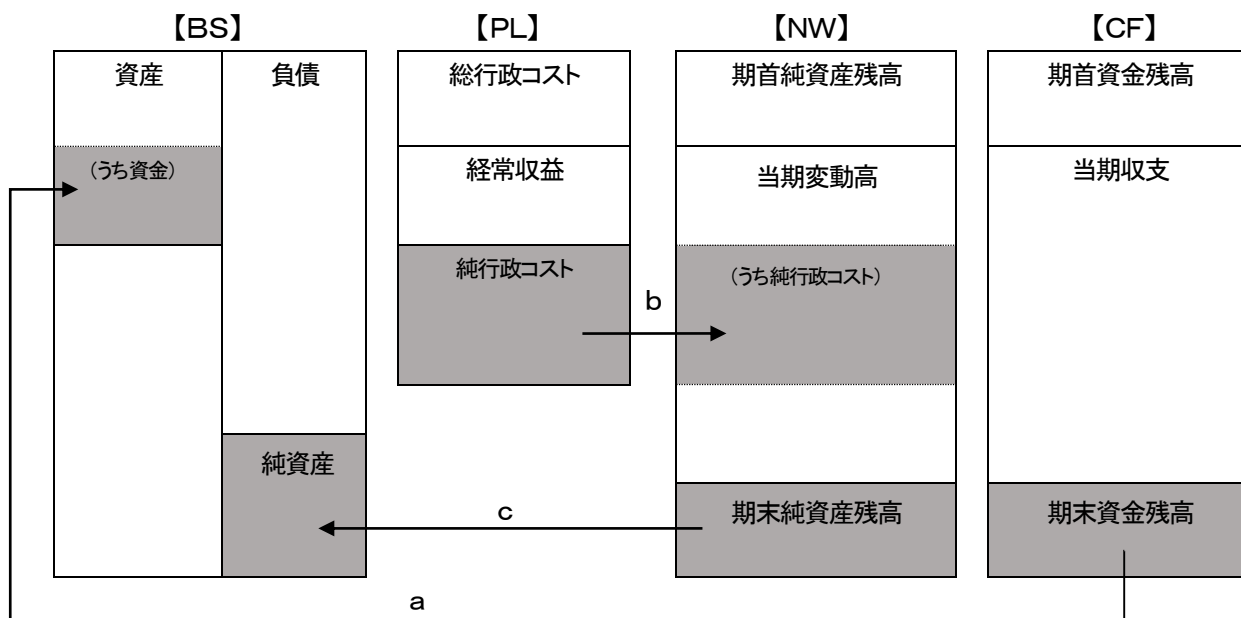 【BS】
資産
負債
(うち資金)
純資産
【PL】
総行政コスト
経常収益
純行政コスト
b
【NW】
期首純資産残高
当期変動高
(うち純行政コスト)
期末純資産残高
c
【CF】
期首資金残高
当期収支
期末資金残高
a